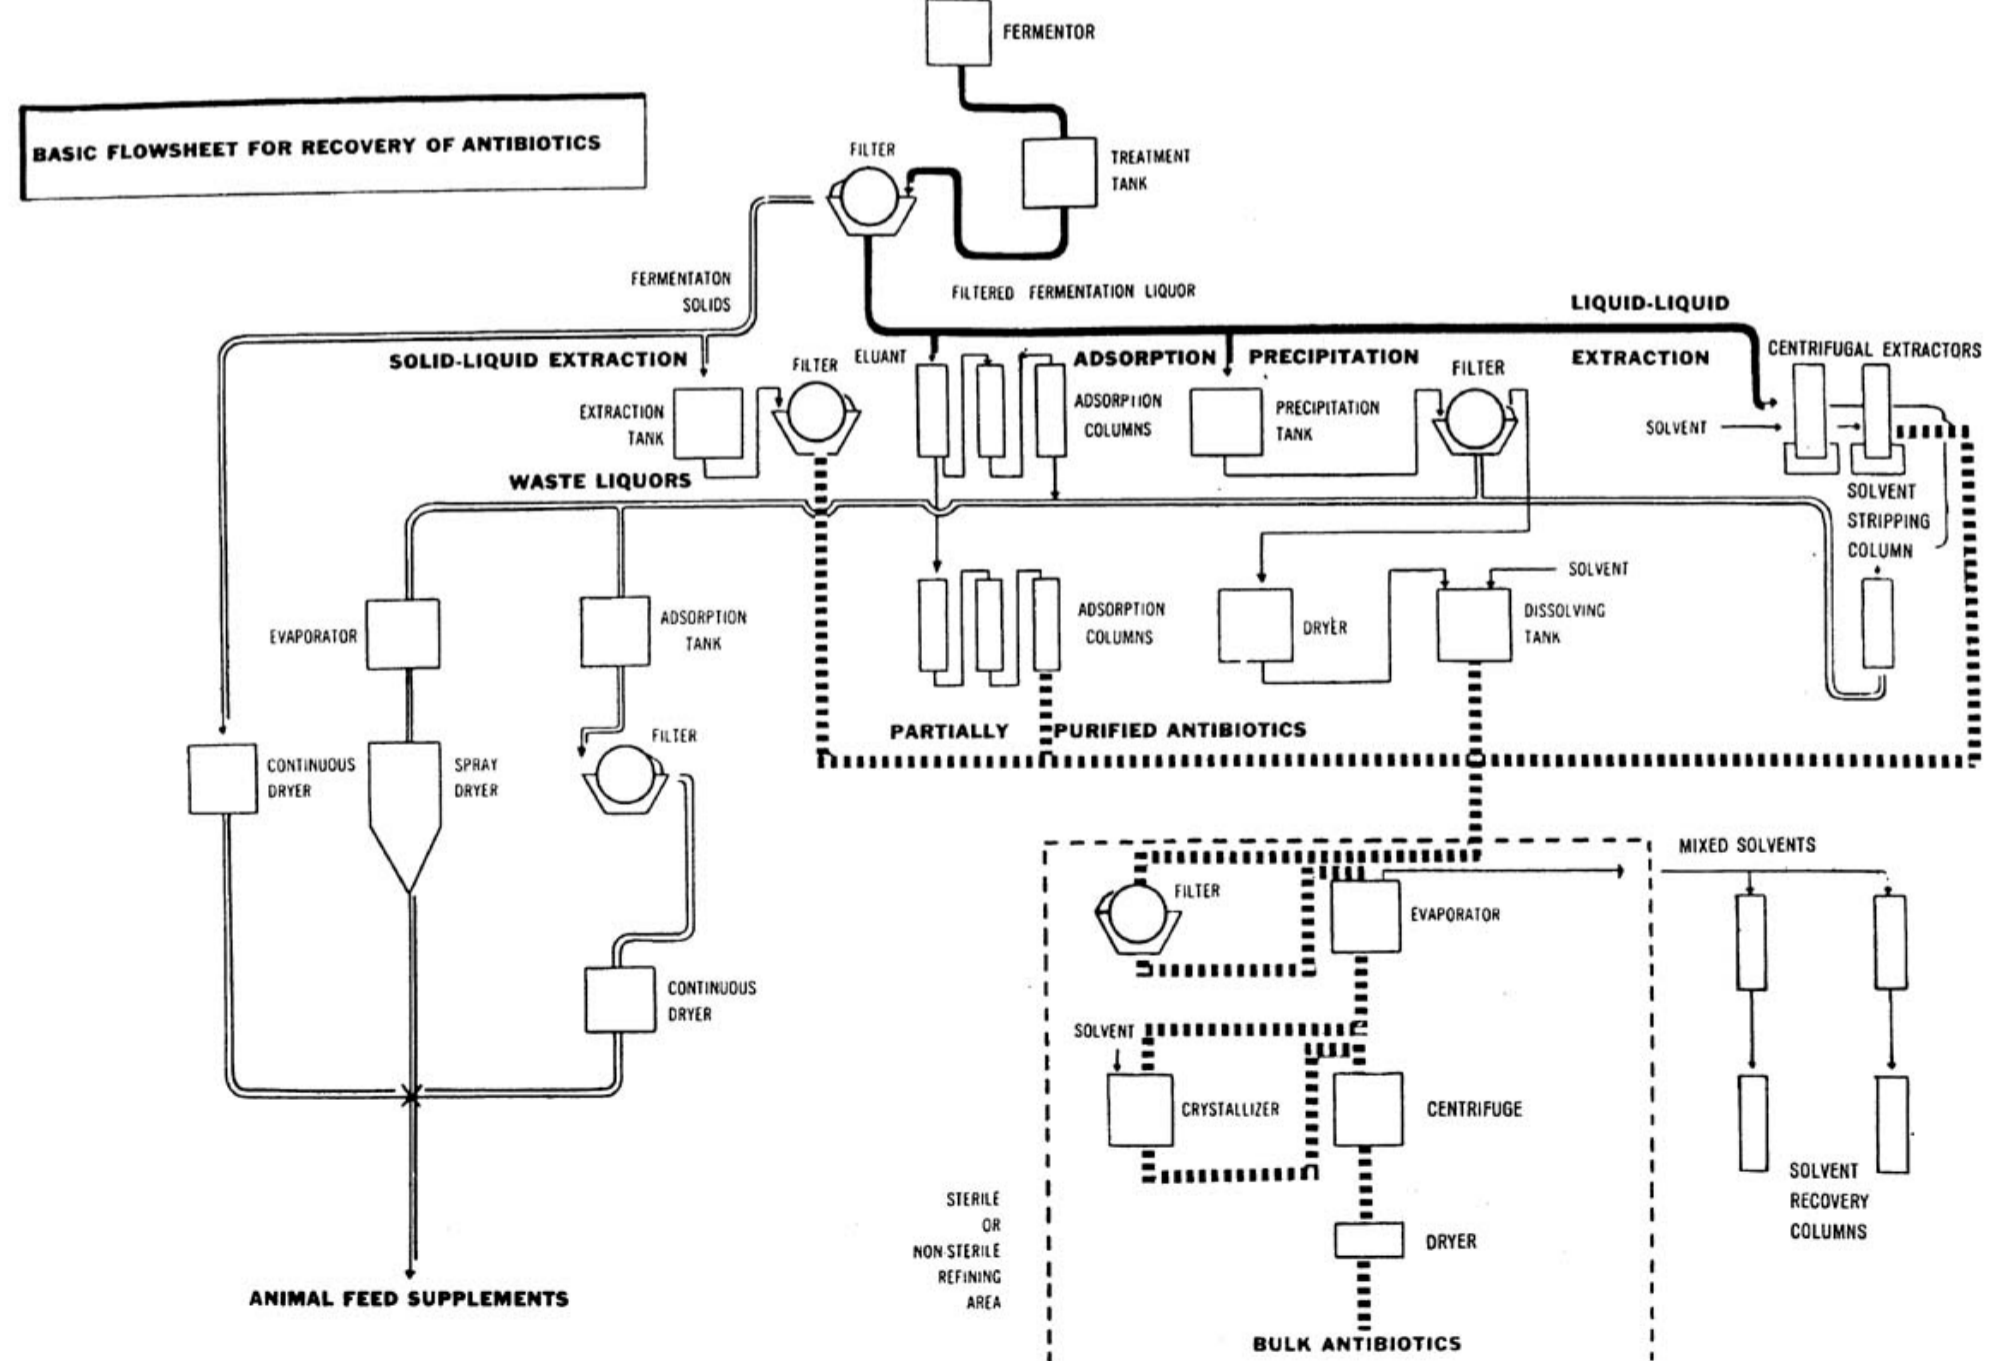 FERMENTOR
BASIC FLOWSHEET FOR RECOVERY OF ANTIBIOTICS
FILTER
TREATMENT
TANK
FERMENTATON
SOLIDS
FILTERED FERMENTATION LIQUOR
LIQUID-LIQUID
EXTRACTION
SOLID-LIQUID EXTRACTION
FILTER
ELUANT
ADSORPTION
PRECIPITATION
FILTER
CENTRIFUGAL EXTRACTORS
EXTRACTION
TANK
ADSORPTION
COLUMNS
PRECIPITATION
TANK
SOLVENT
WASTE LIQUORS
SOLVENT
STRIPPING
COLUMN
EVAPORATOR
ADSORPTION
TANK
ADSORPTION
COLUMNS
DRYER
SOLVENT
DISSOLVING
TANK
PARTIALLY PURIFIED ANTIBIOTICS
CONTINUOUS
DRYER
SPRAY
DRYER
FILTER
MIXED SOLVENTS
FILTER
EVAPORATOR
CONTINUOUS
DRYER
SOLVENT
CRYSTALLIZER
CENTRIFUGE
STERILE
OR
NON-STERILE
REFINING
AREA
DRYER
SOLVENT
RECOVERY
COLUMNS
ANIMAL FEED SUPPLEMENTS
BULK ANTIBIOTICS